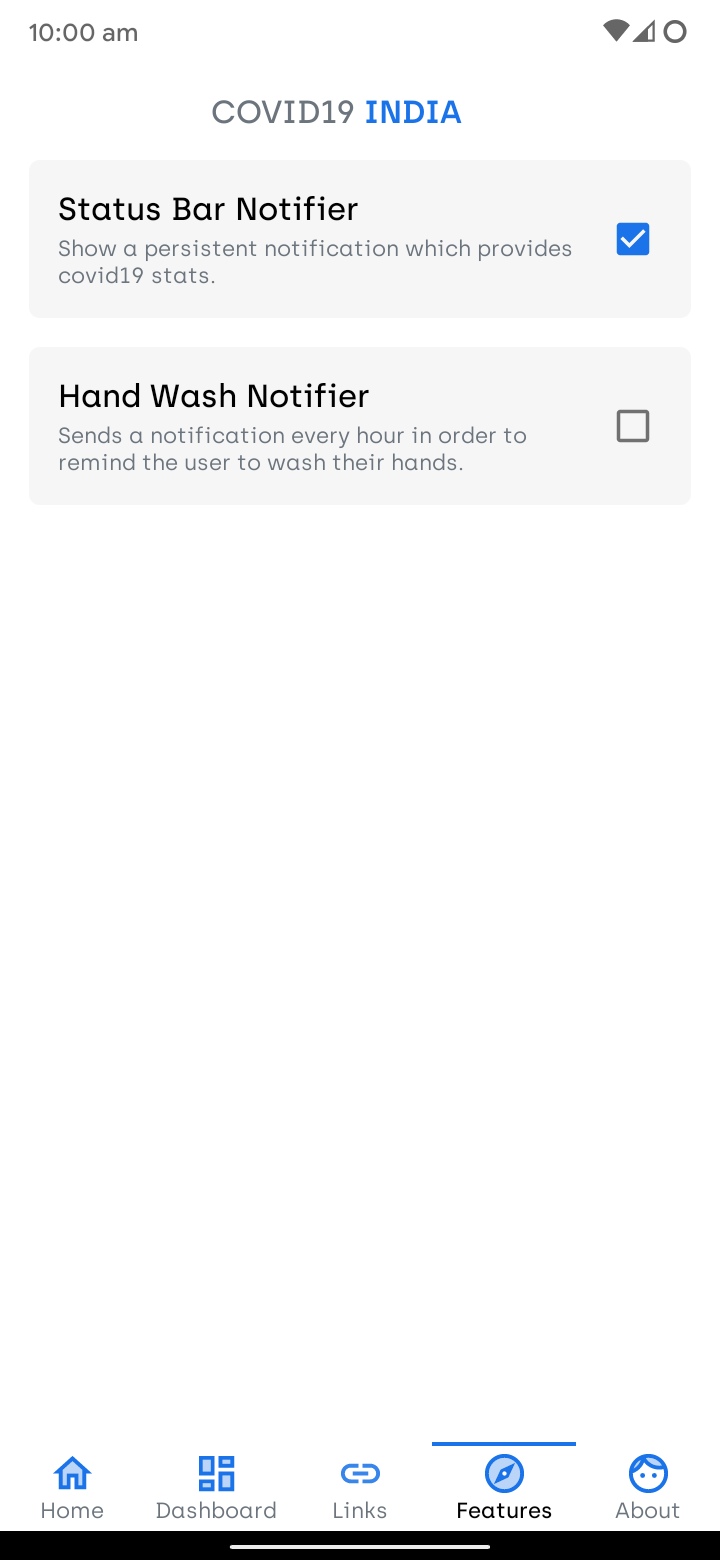 10:00 am
COVID19 INDIA
Status Bar Notifier
Show a persistent notification which provides
covid19 stats.
Hand Wash Notifier
Sends a notification every hour in order to
remind the user to wash their hands.
Home Dashboard Links Features About